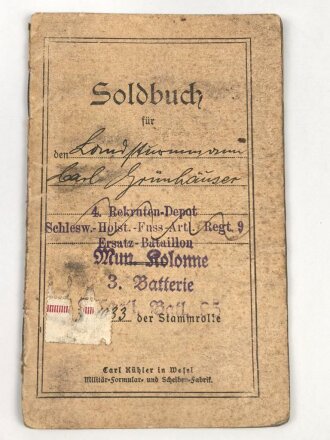 Soldbuch
für
den Landsturmmann
Carl Grünhäuser
4. Rekruten-Depot
Schlesw.-Holst. Fuss-Artl. Regt. 9
Ersatz-Bataillon
Mun. Kolonne
3. Batterie
der Stammrolle
Carl Kühler in Wesel
Militär-Formular- und Scheiben-Fabrik.